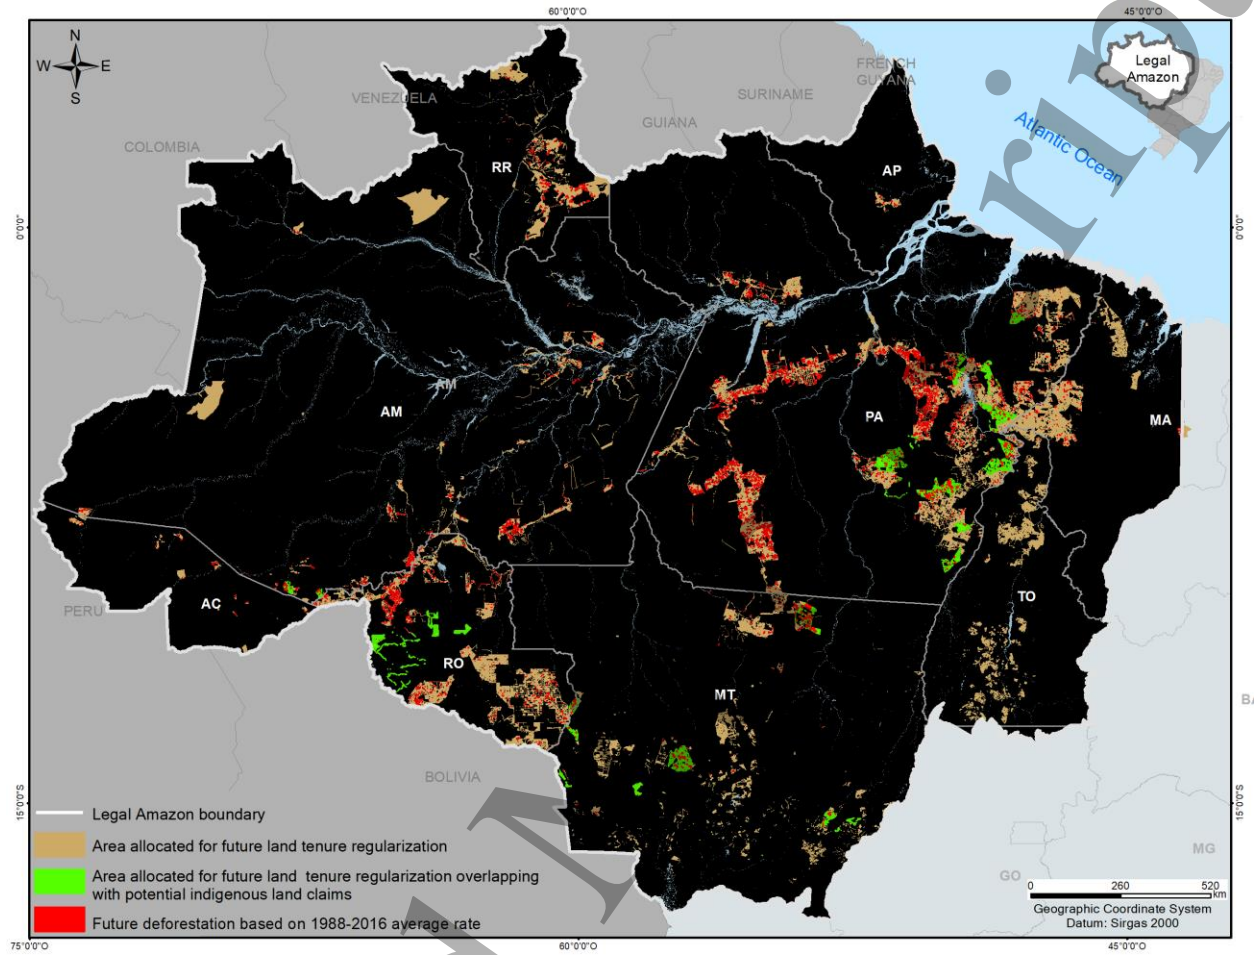 60°0'0"O
45°0'0"O
N
W
E
S
Legal
Amazon
FRENCH
GUYANA
VENEZUELA
SURINAME
GUIANA
COLOMBIA
Atlantic Ocean
RR
AP
0°0'0"
0°0'0"
AM
AM
PA
MA
PERU
AC
TO
RO
MT
BA
BOLIVIA
15°0'0"S
15°0'0"S
MG
GO
Legal Amazon boundary
Area allocated for future land tenure regularization
Area allocated for future land tenure regularization overlapping
with potential indigenous land claims
Future deforestation based on 1988-2016 average rate
0 260 520
km
Geographic Coordinate System
Datum: Sirgas 2000
75°0'0"O
60°0'0"O
45°0'0"O